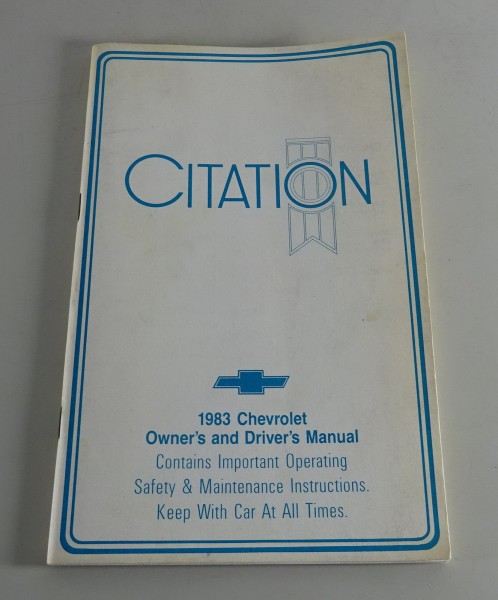 CITATION
1983 Chevrolet
Owner's and Driver's Manual
Contains Important Operating
Safety & Maintenance Instructions.
Keep With Car At All Times.